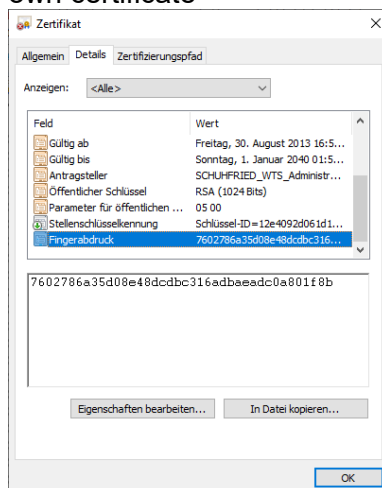 Zertifikat
Allgemein Details Zertifizierungspfad
Anzeigen: <Alle>
Feld Wert
Gültig ab Freitag, 30. August 2013 16:5...
Gültig bis Sonntag, 1. Januar 2040 01:5...
Antragsteller SCHUHFRIED_WTS_Administr...
Öffentlicher Schlüssel RSA (1024 Bits)
Parameter für öffentlichen ... 05 00
Stellenschlüsselkennung Schlüssel-ID=12e4092d061d1...
Fingerabdruck 7602786a35d08e48dcdbc316...
7602786a35d08e48dcdbc316adbaeadc0a801f8b
Eigenschaften bearbeiten... In Datei kopieren...
OK